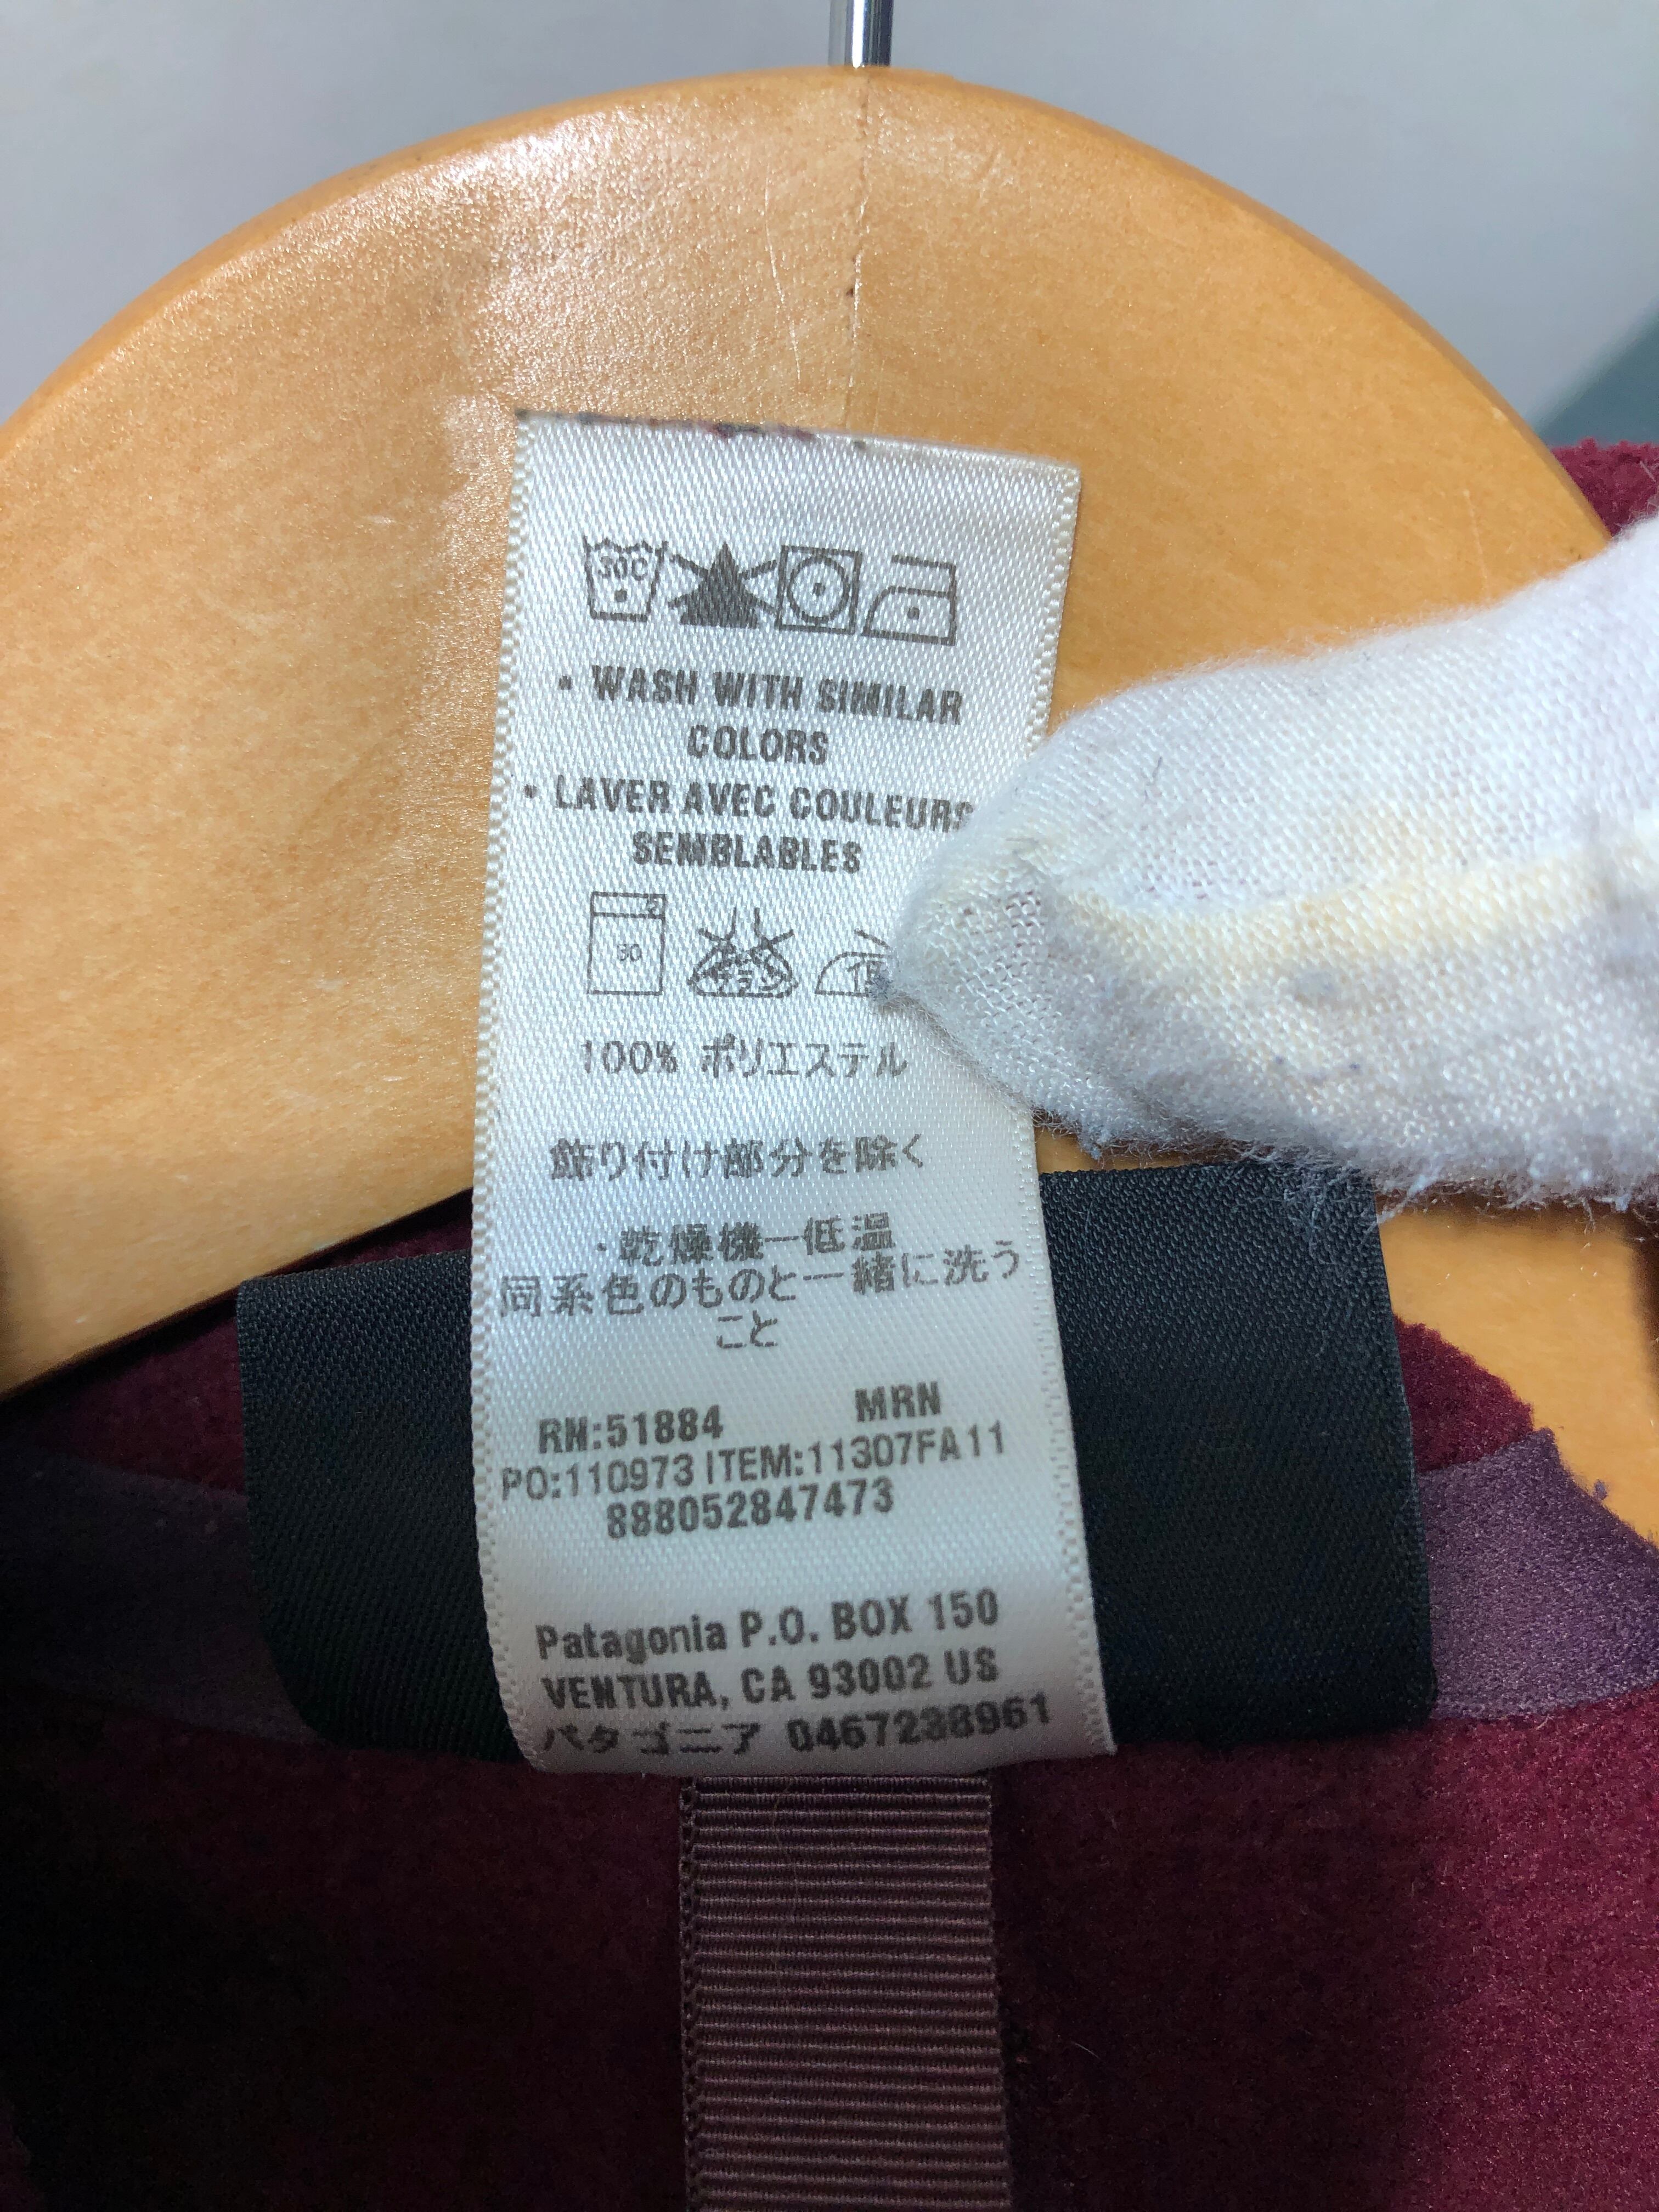 30C
• WASH WITH SIMILAR
COLORS
• LAVER AVEC COULEURS
SEMBLABLES
30
100% ポリエステル
飾り付け部分を除く
・乾燥機ー低温
同系色のものと一緒に洗う
こと
RN:51884 MRN
PO:110973 ITEM:11307FA11
888052847473
Patagonia P.O. BOX 150
VENTURA, CA 93002 US
パタゴニア 0467238961